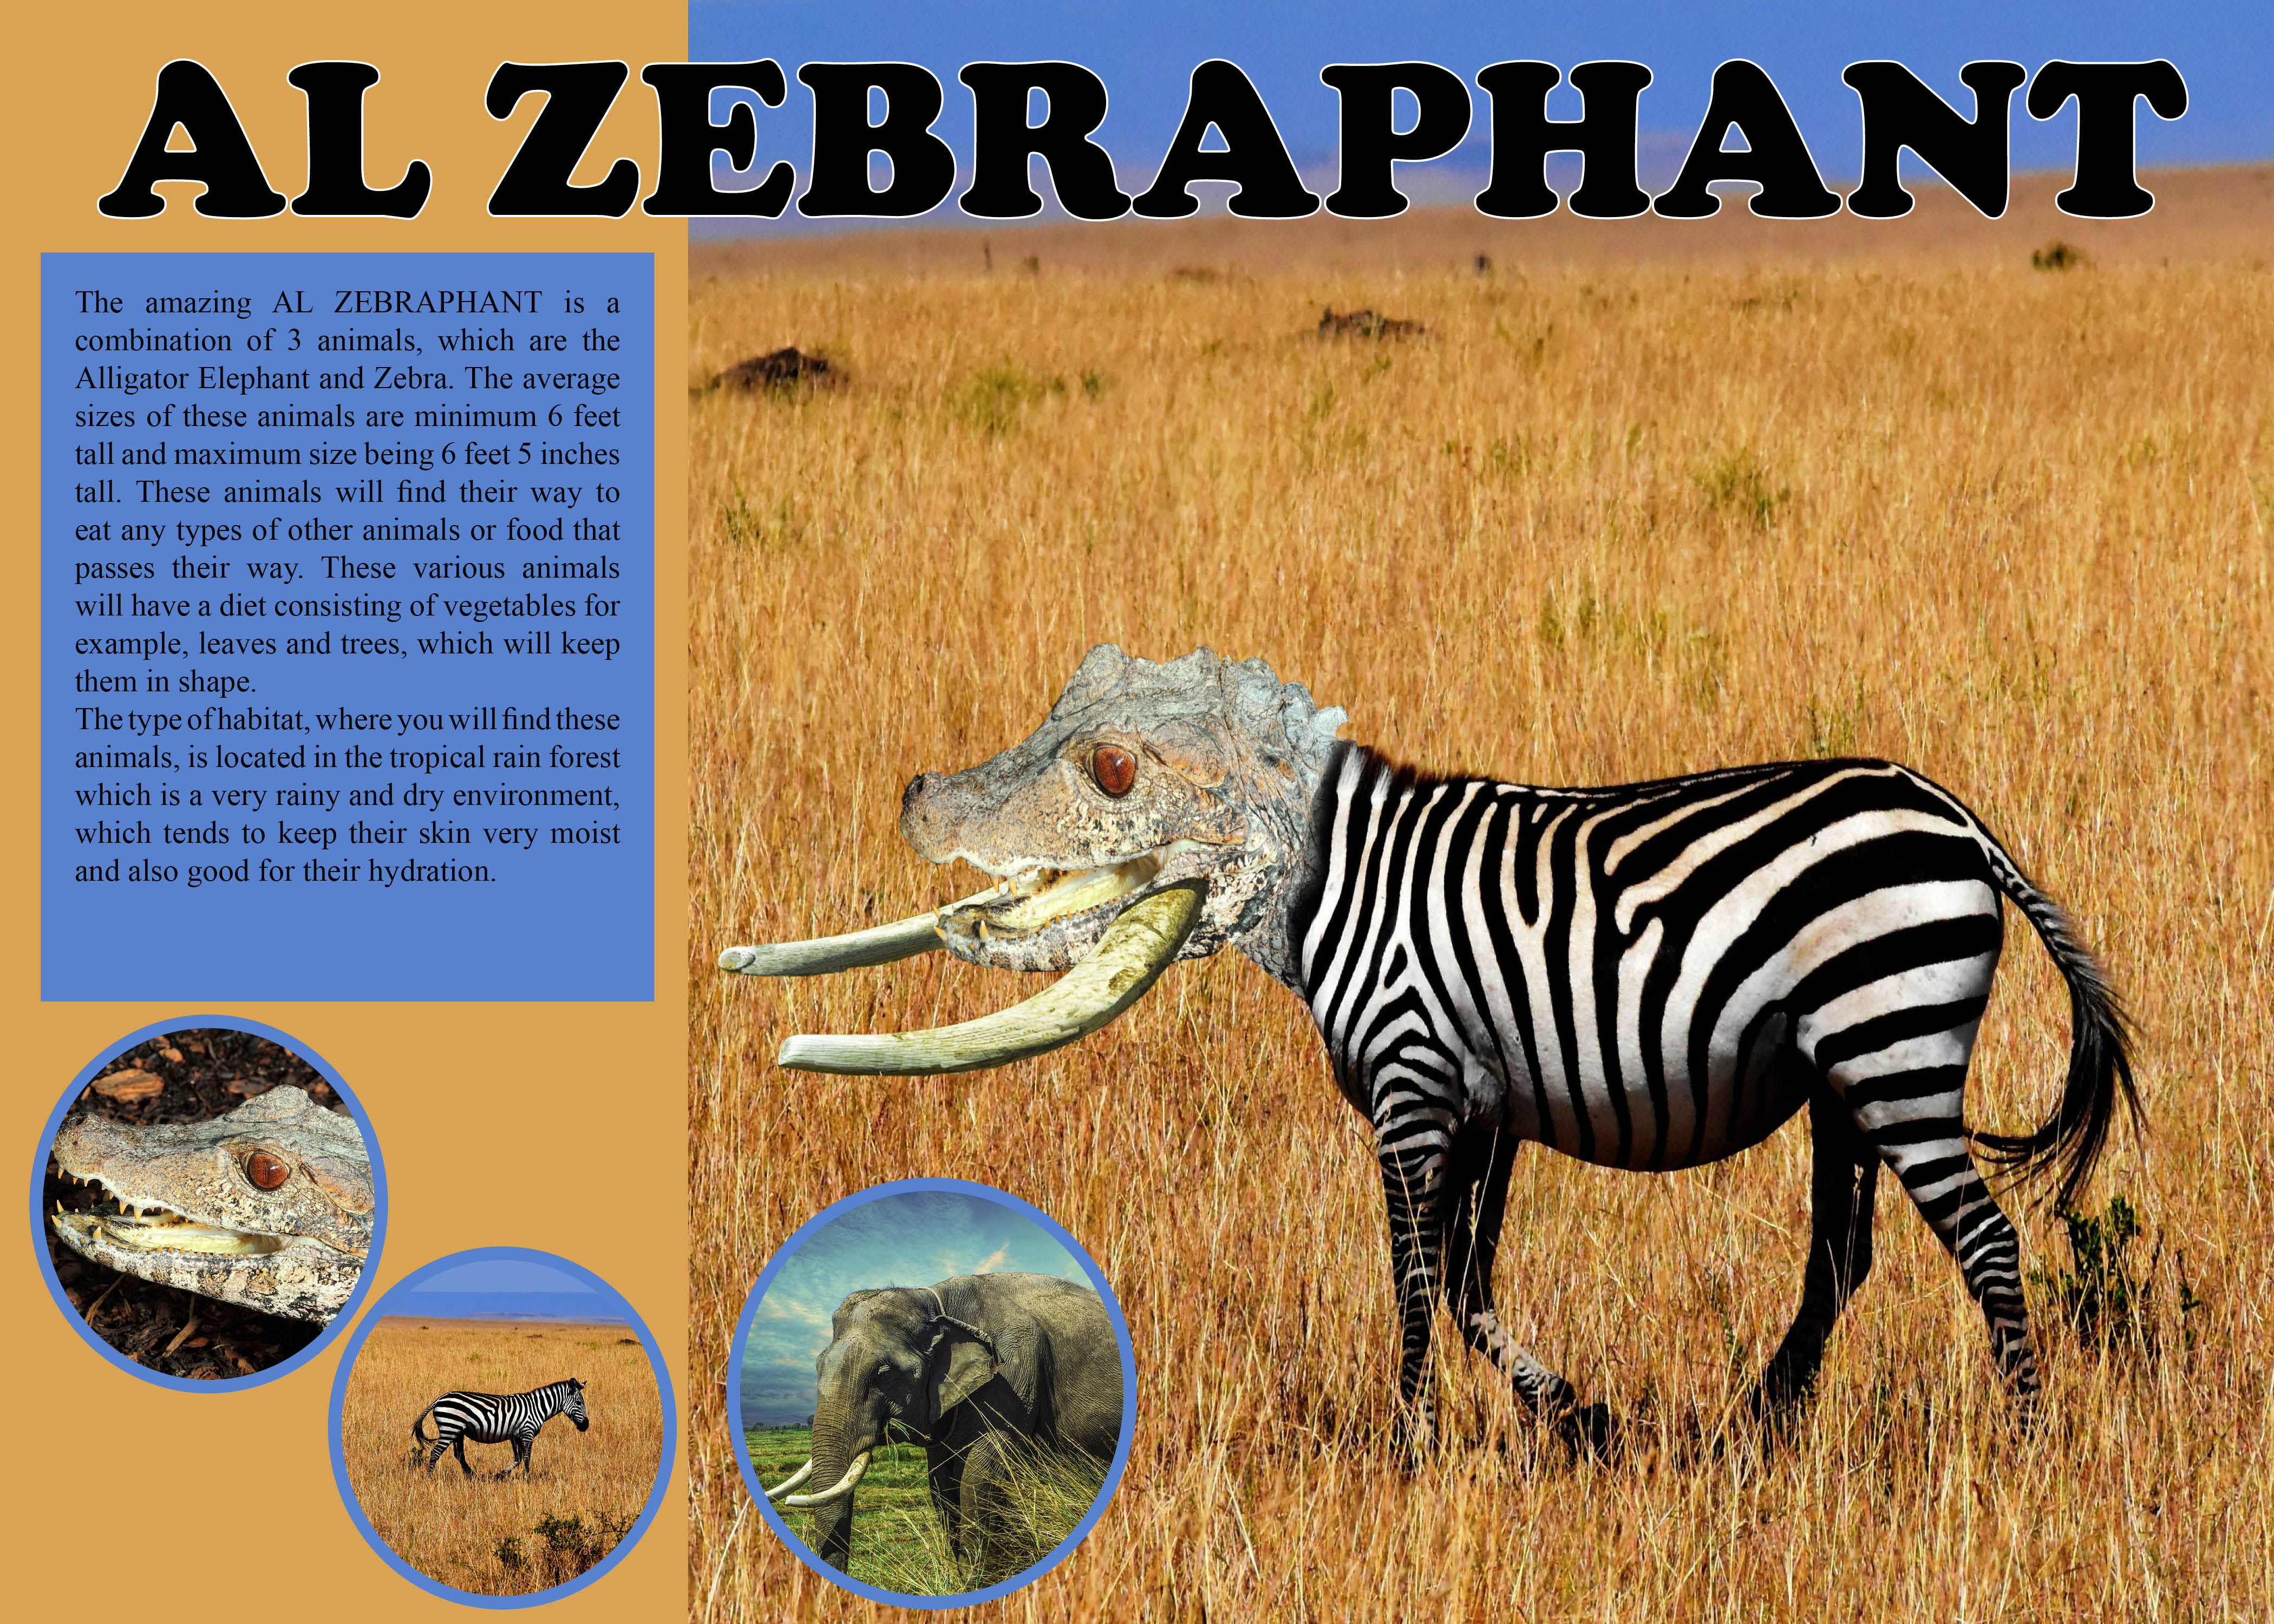 AL ZEBRAPHANT
The amazing AL ZEBRAPHANT is a
combination of 3 animals, which are the
Alligator Elephant and Zebra. The average
sizes of these animals are minimum 6 feet
tall and maximum size being 6 feet 5 inches
tall. These animals will find their way to
eat any types of other animals or food that
passes their way. These various animals
will have a diet consisting of vegetables for
example, leaves and trees, which will keep
them in shape.
The type of habitat, where you will find these
animals, is located in the tropical rain forest
which is a very rainy and dry environment,
which tends to keep their skin very moist
and also good for their hydration.